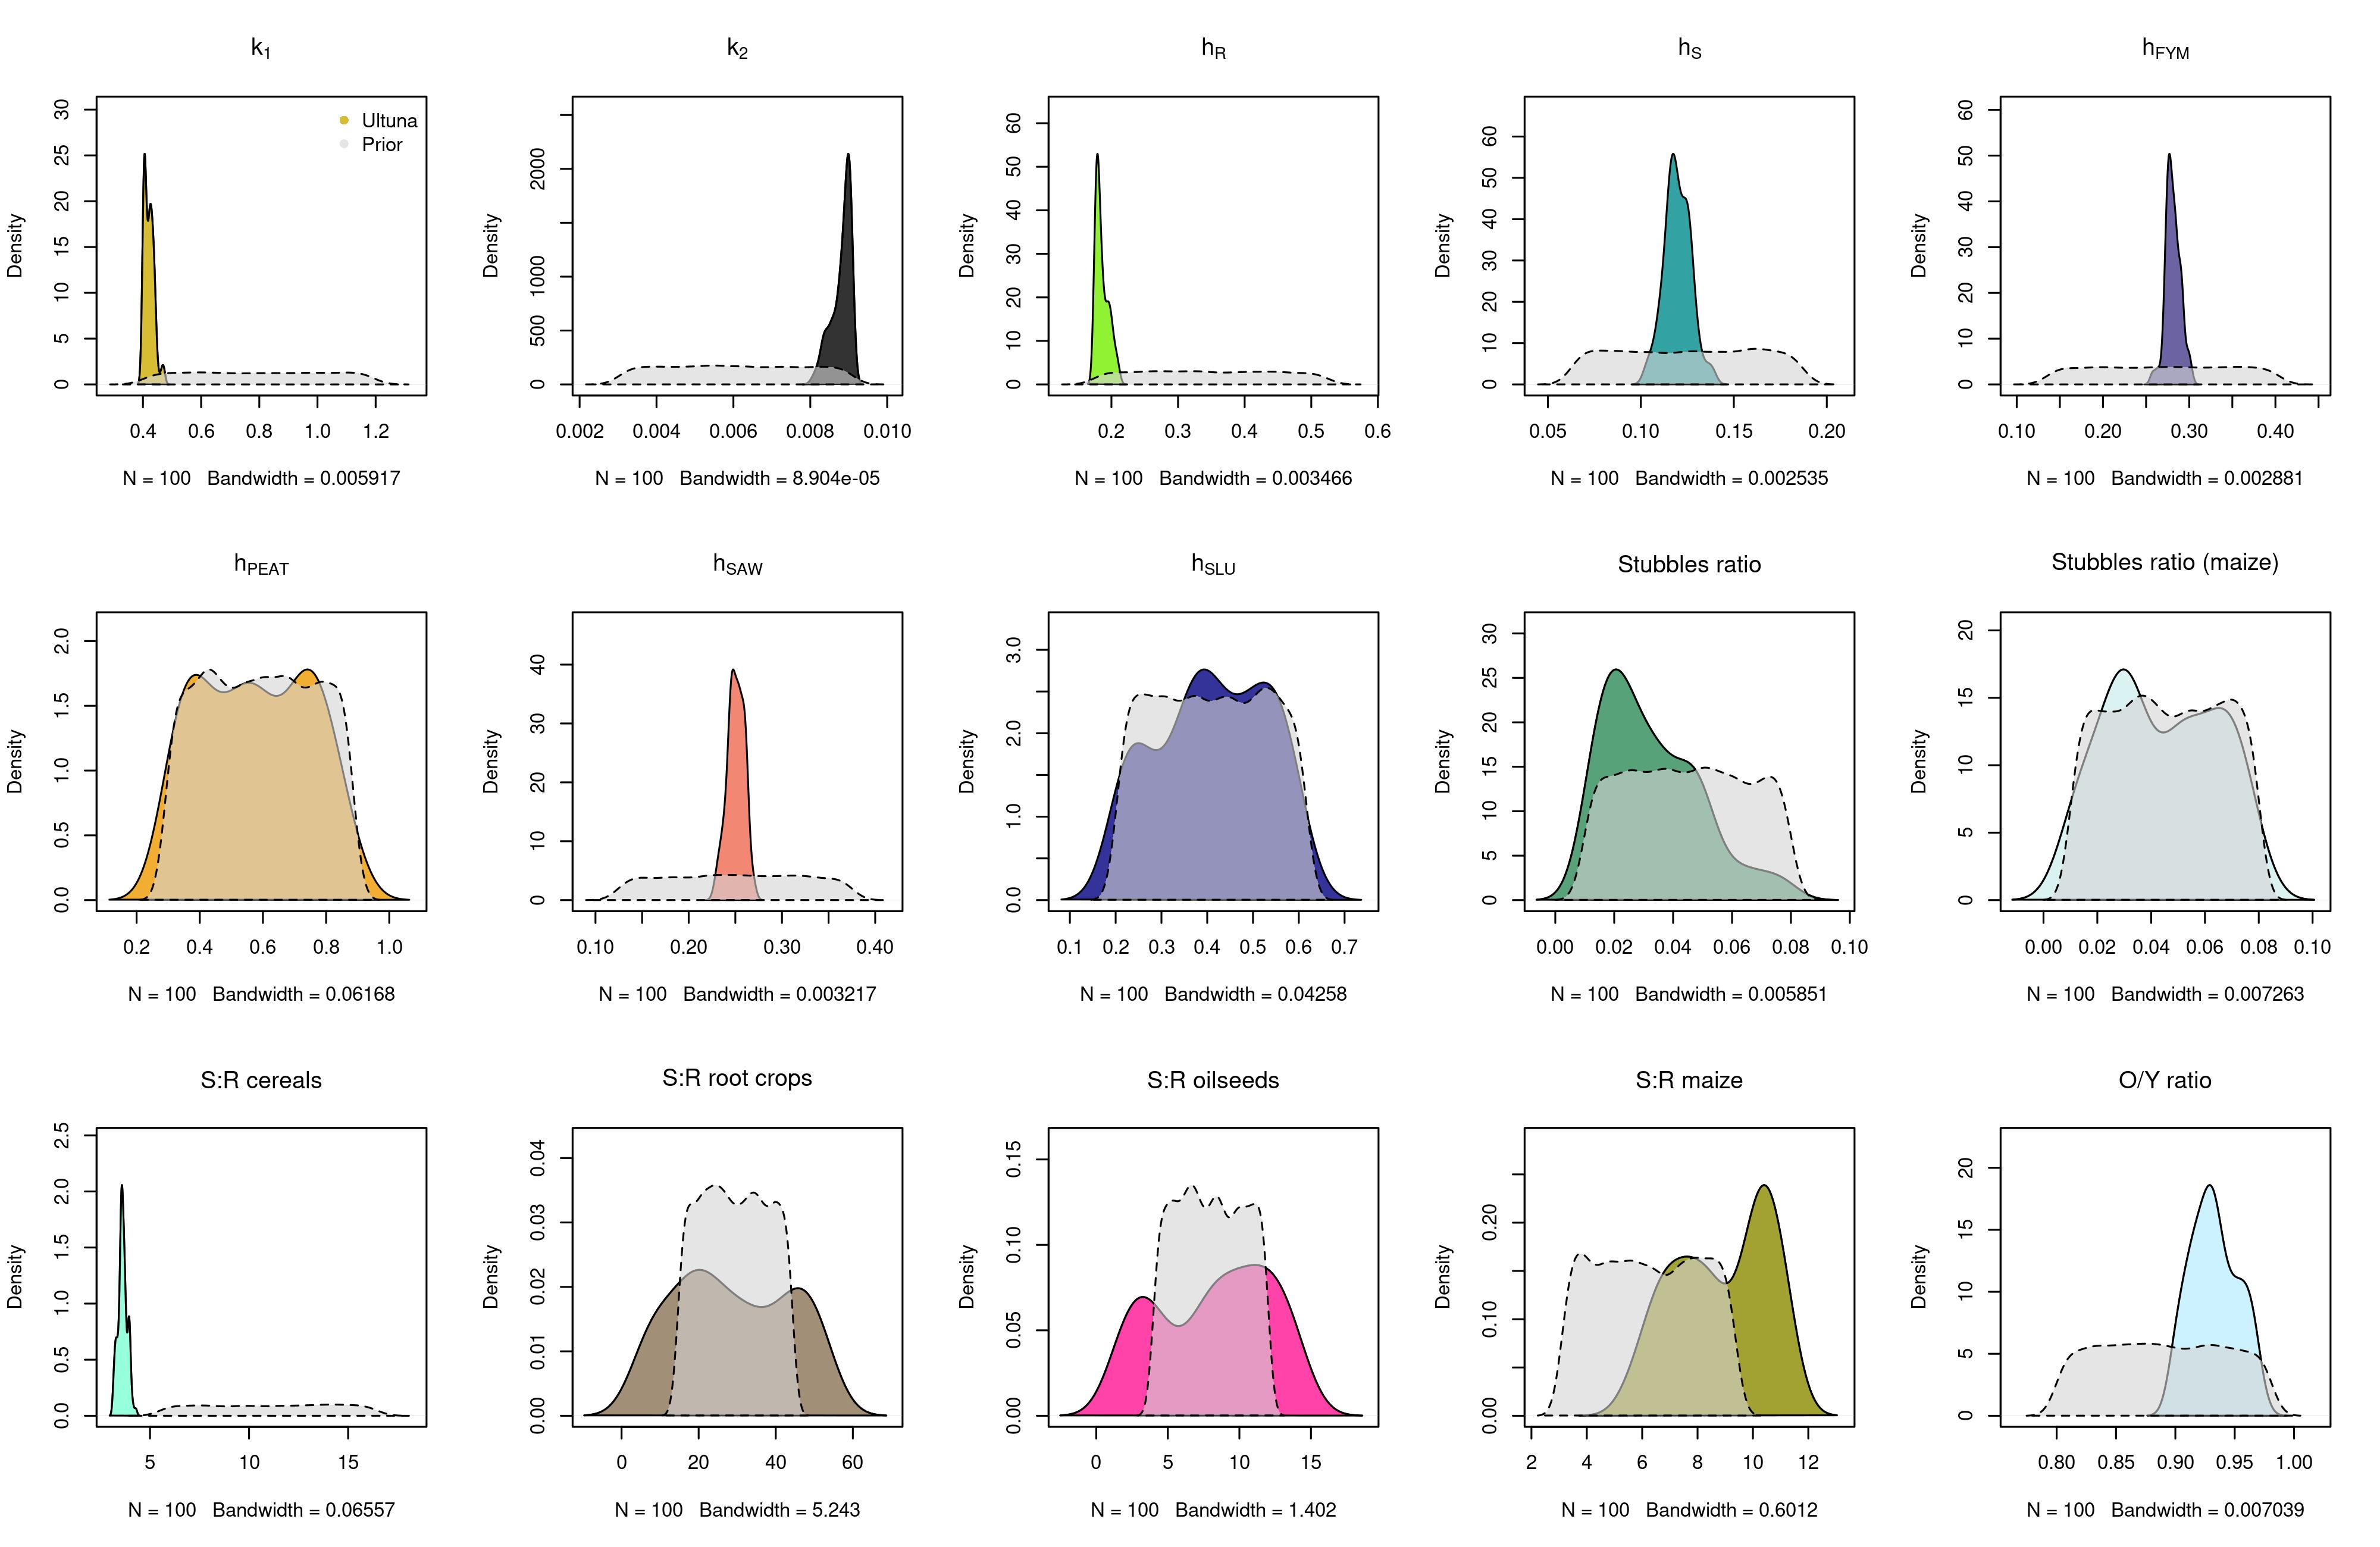 k1 k2 hR hS hFYM
Density 0 5 10 15 20 25 30
0.4 0.6 0.8 1.0 1.2
Ultuna
Prior
N = 100 Bandwidth = 0.005917
Density 0 500 1000 2000
0.002 0.004 0.006 0.008 0.010
N = 100 Bandwidth = 8.904e-05
Density 0 10 20 30 40 50 60
0.2 0.3 0.4 0.5 0.6
N = 100 Bandwidth = 0.003466
Density 0 10 20 30 40 50 60
0.05 0.10 0.15 0.20
N = 100 Bandwidth = 0.002535
Density 0 10 20 30 40 50 60
0.10 0.20 0.30 0.40
N = 100 Bandwidth = 0.002881
hPEAT hSAW hSLU Stubbles ratio Stubbles ratio (maize)
Density 0.0 0.5 1.0 1.5 2.0
0.2 0.4 0.6 0.8 1.0
N = 100 Bandwidth = 0.06168
Density 0 10 20 30 40
0.10 0.20 0.30 0.40
N = 100 Bandwidth = 0.003217
Density 0.0 1.0 2.0 3.0
0.1 0.2 0.3 0.4 0.5 0.6 0.7
N = 100 Bandwidth = 0.04258
Density 0 5 10 15 20 25 30
0.00 0.02 0.04 0.06 0.08 0.10
N = 100 Bandwidth = 0.005851
Density 0 5 10 15 20
0.00 0.02 0.04 0.06 0.08 0.10
N = 100 Bandwidth = 0.007263
S:R cereals S:R root crops S:R oilseeds S:R maize O/Y ratio
Density 0.0 0.5 1.0 1.5 2.0 2.5
5 10 15
N = 100 Bandwidth = 0.06557
Density 0.00 0.01 0.02 0.03 0.04
0 20 40 60
N = 100 Bandwidth = 5.243
Density 0.00 0.05 0.10 0.15
0 5 10 15
N = 100 Bandwidth = 1.402
Density 0.00 0.10 0.20
2 4 6 8 10 12
N = 100 Bandwidth = 0.6012
Density 0 5 10 15 20
0.80 0.85 0.90 0.95 1.00
N = 100 Bandwidth = 0.007039